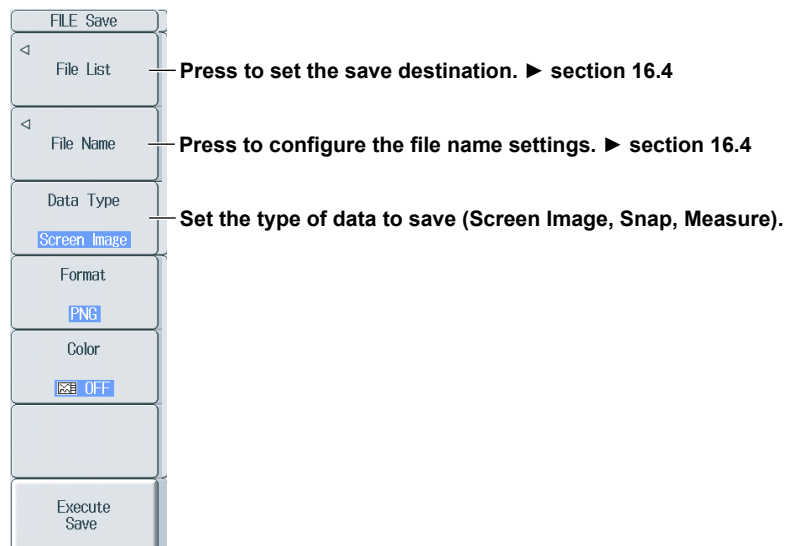 FILE Save
File List
Press to set the save destination. ► section 16.4
File Name
Press to configure the file name settings. ► section 16.4
Data Type
Screen Image
Set the type of data to save (Screen Image, Snap, Measure).
Format
PNG
Color
OFF
Execute
Save